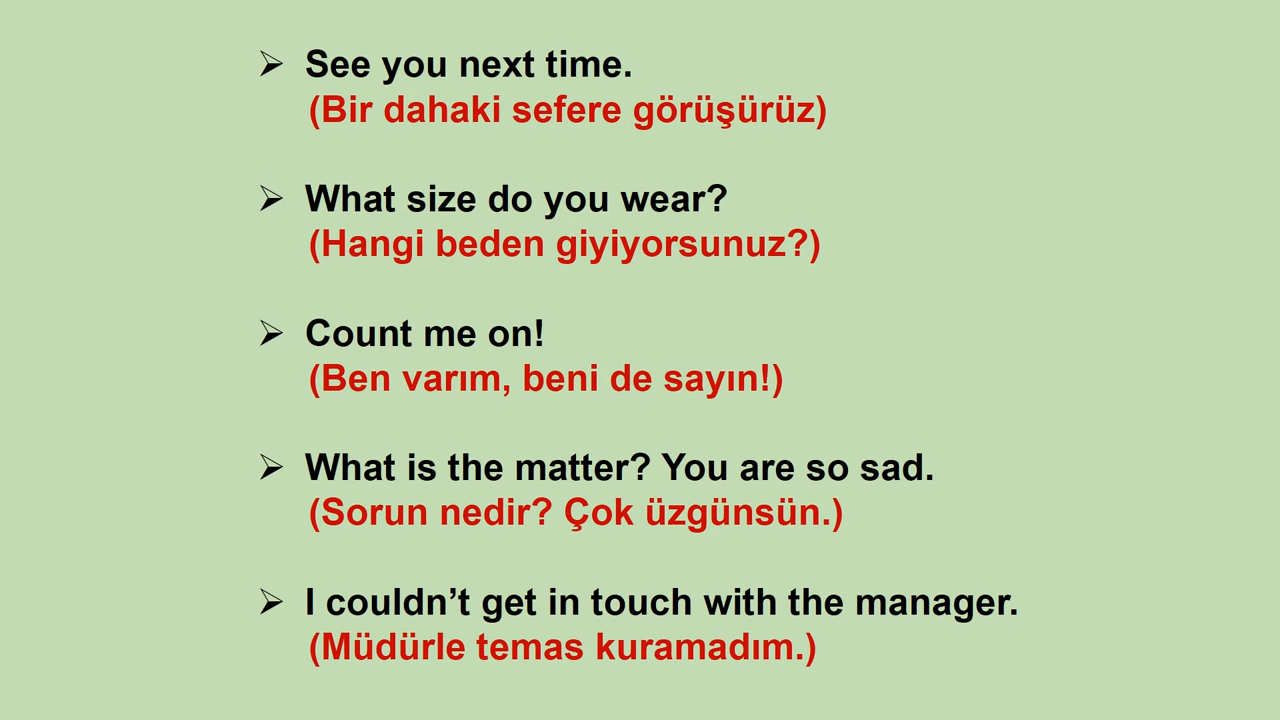 ➢ See you next time.
(Bir dahaki sefere görüşürüz)
➢ What size do you wear?
(Hangi beden giyiyorsunuz?)
➢ Count me on!
(Ben varım, beni de sayın!)
➢ What is the matter? You are so sad.
(Sorun nedir? Çok üzgünsün.)
➢ I couldn’t get in touch with the manager.
(Müdürle temas kuramadım.)